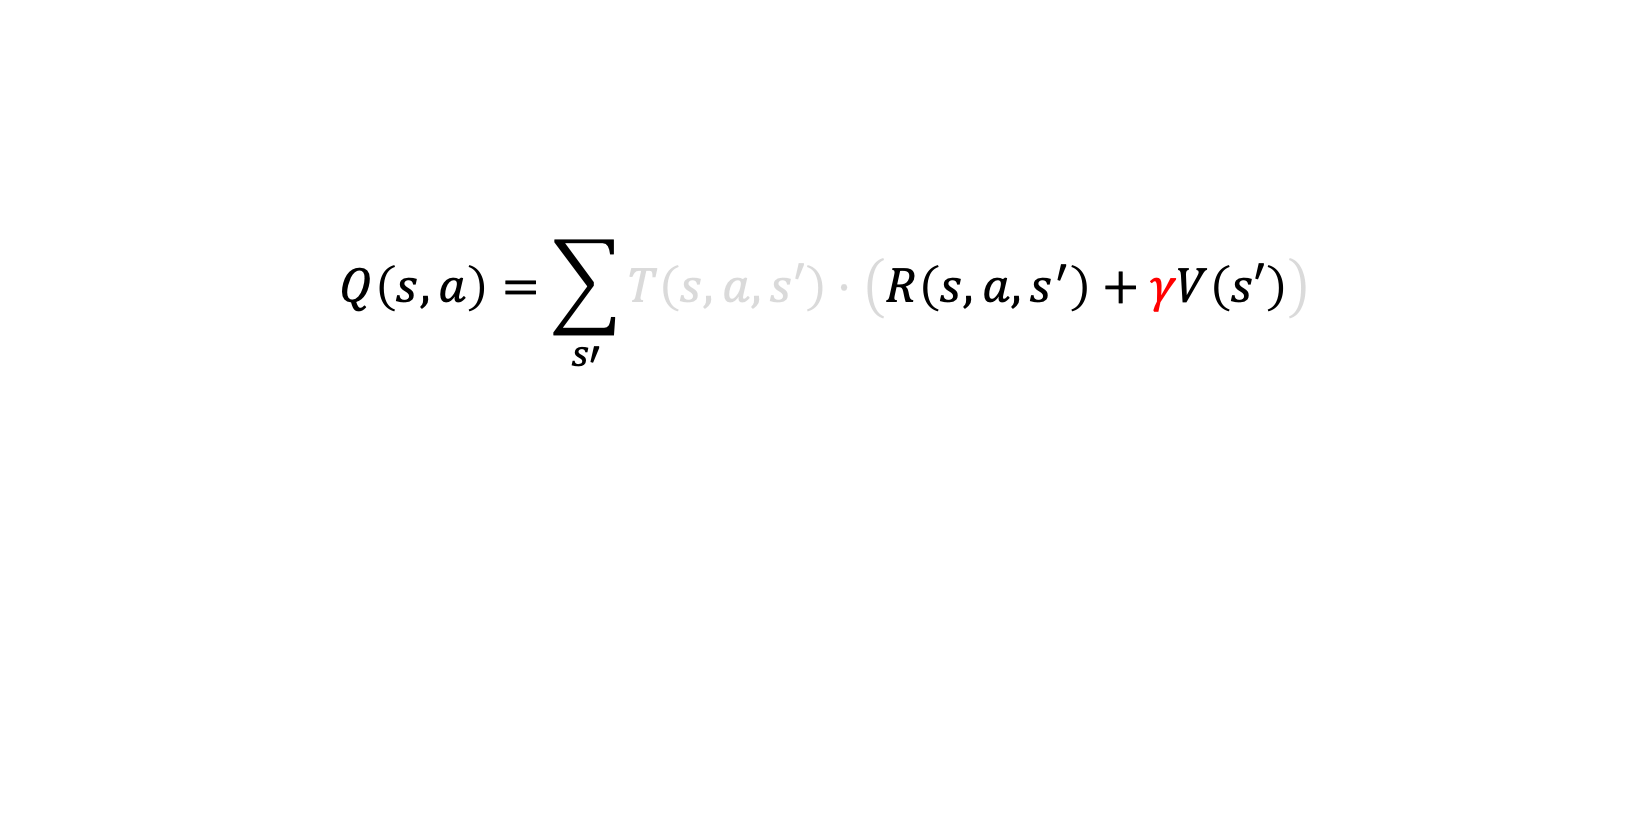 Q(s, a) = ∑ T(s, a, s′) · (R(s, a, s′) + γV(s′))
s′